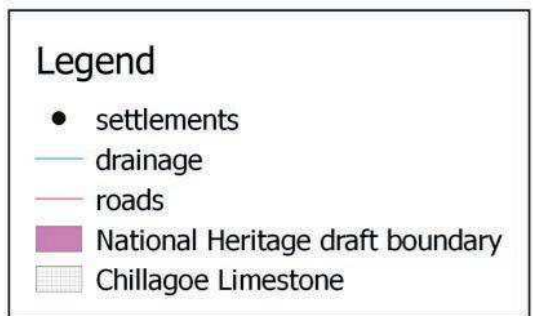 Legend
settlements
drainage
roads
National Heritage draft boundary
Chillagoe Limestone